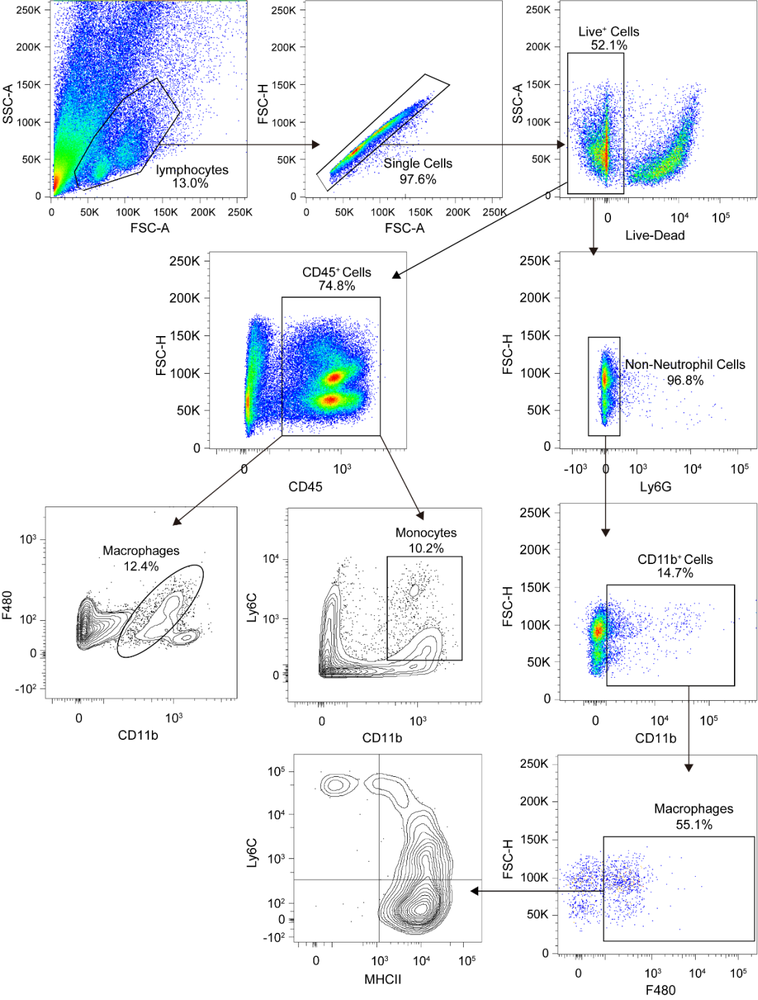 250K
200K
150K
100K
50K
0
SSC-A
lymphocytes
13.0%
0
50K
100K
150K
200K
250K
FSC-A
250K
200K
150K
100K
50K
0
FSC-H
Single Cells
97.6%
0
50K
100K
150K
200K
250K
FSC-A
250K
200K
150K
100K
50K
0
SSC-A
Live⁺ Cells
52.1%
0
10⁴
10⁵
Live-Dead
250K
200K
150K
100K
50K
0
FSC-H
CD45⁺ Cells
74.8%
0
10³
CD45
250K
200K
150K
100K
50K
0
FSC-H
Non-Neutrophil Cells
96.8%
-10³
0
10³
10⁴
10⁵
Ly6G
10³
10²
0
-10²
F480
Macrophages
12.4%
0
10³
CD11b
10⁴
10³
0
Ly6C
Monocytes
10.2%
0
10³
CD11b
250K
200K
150K
100K
50K
0
FSC-H
CD11b⁺ Cells
14.7%
0
10⁴
10⁵
CD11b
10⁵
10⁴
10³
10²
0
-10²
Ly6C
0
10³
10⁴
10⁵
MHCII
250K
200K
150K
100K
50K
0
FSC-H
Macrophages
55.1%
0
10³
10⁴
10⁵
F480